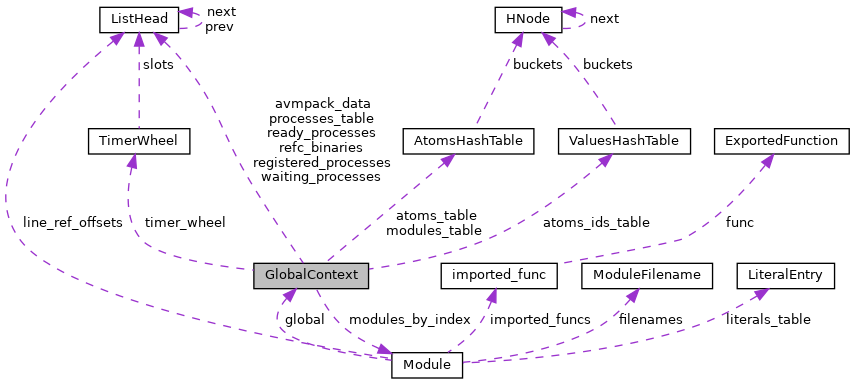 ListHead
next
prev
HNode
next
slots
buckets
buckets
avmpack_data
processes_table
ready_processes
refc_binaries
registered_processes
waiting_processes
TimerWheel
AtomsHashTable
ValuesHashTable
ExportedFunction
line_ref_offsets
timer_wheel
atoms_table
modules_table
atoms_ids_table
func
GlobalContext
imported_func
ModuleFilename
LiteralEntry
global
modules_by_index
imported_funcs
filenames
literals_table
Module